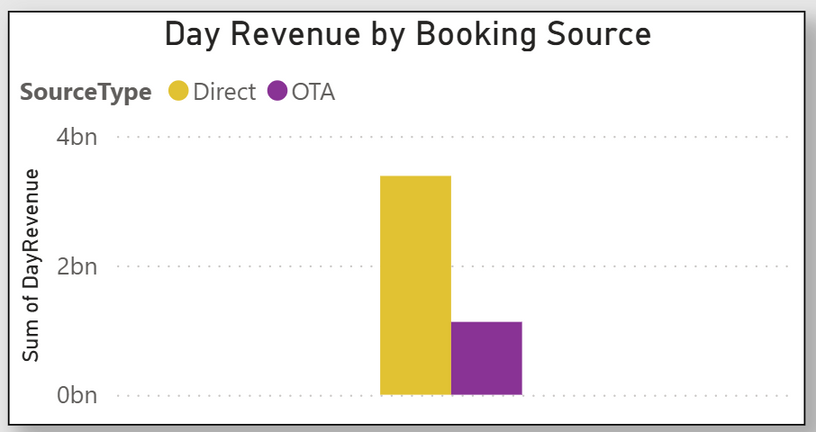 Day Revenue by Booking Source
SourceType Direct OTA
4bn
2bn
0bn
Sum of DayRevenue